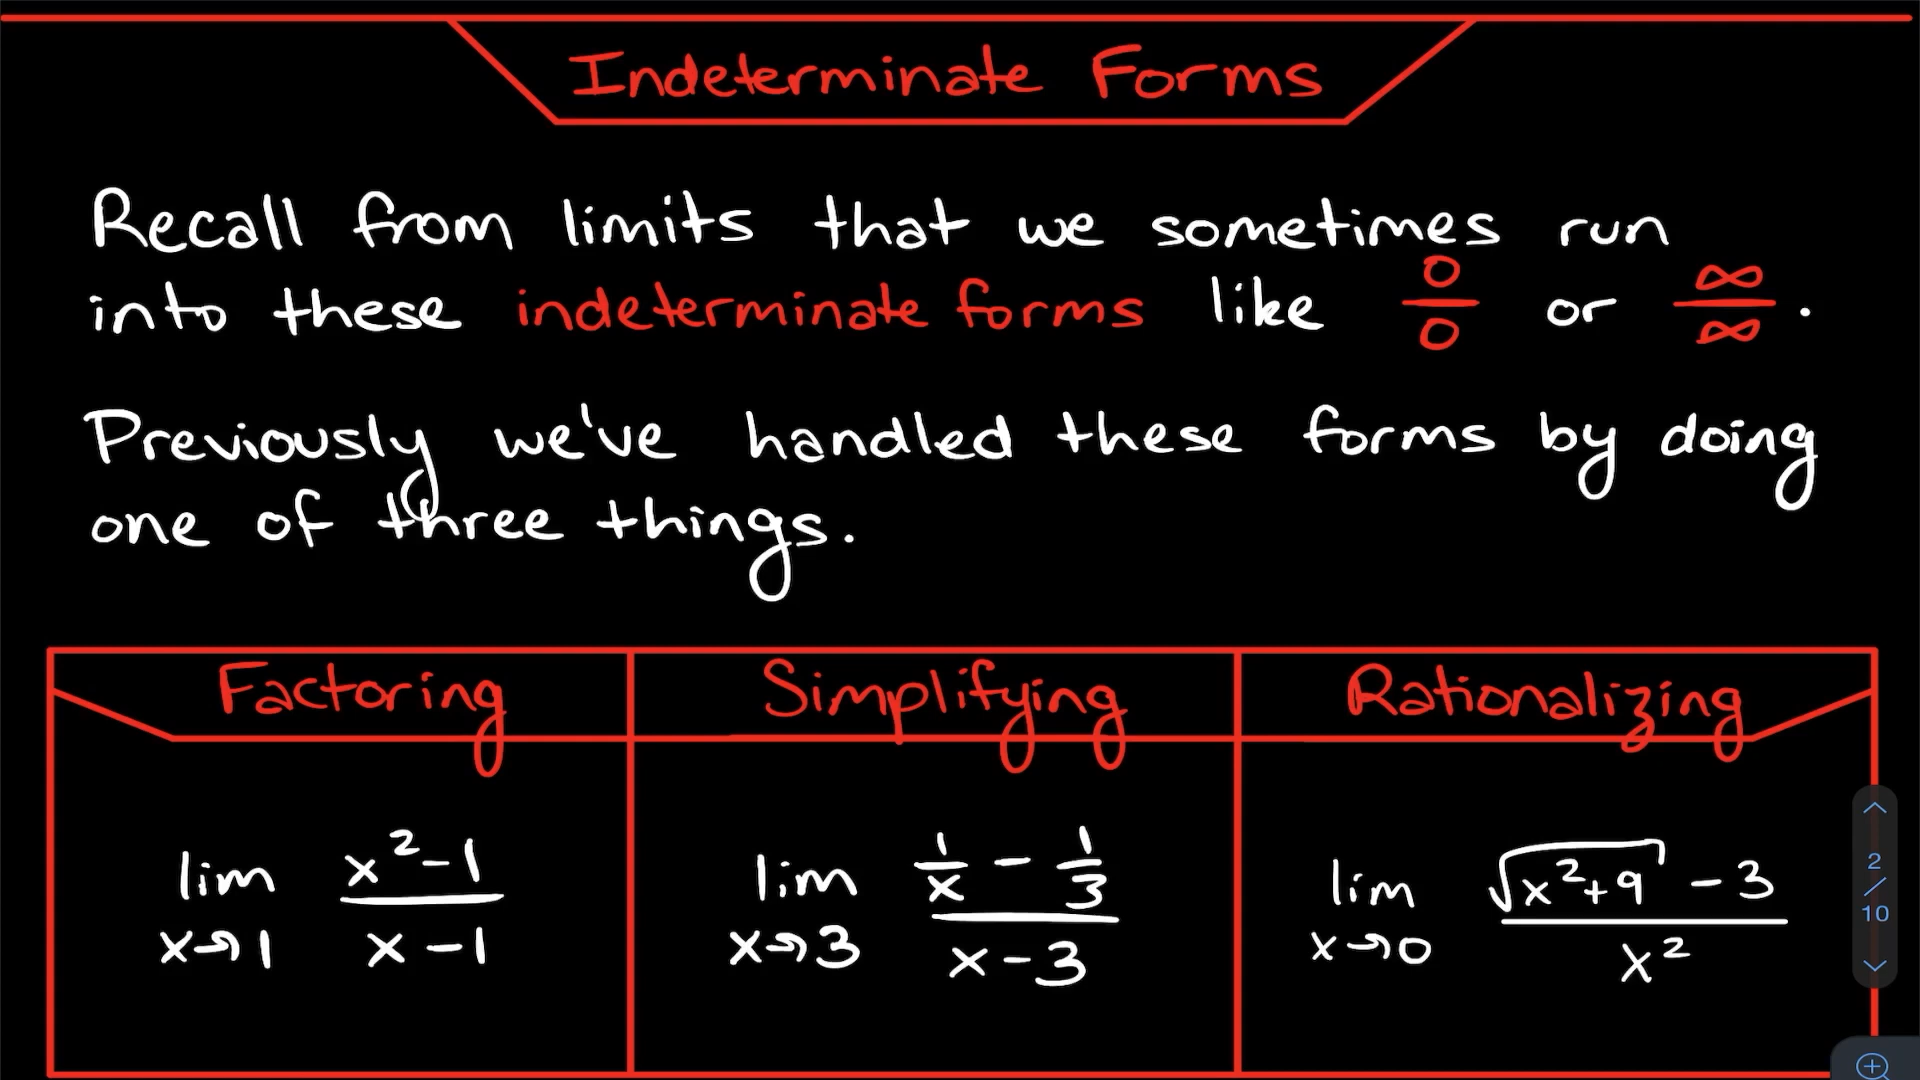 Indeterminate Forms
Recall from limits that we sometimes run
into these indeterminate forms like 0/0 or ∞/∞.
Previously we've handled these forms by doing
one of three things.
Factoring
lim x→1 (x²-1)/(x-1)
Simplifying
lim x→3 (1/x - 1/3)/(x-3)
Rationalizing
lim x→0 (√(x²+9) - 3)/x²
2
/
10